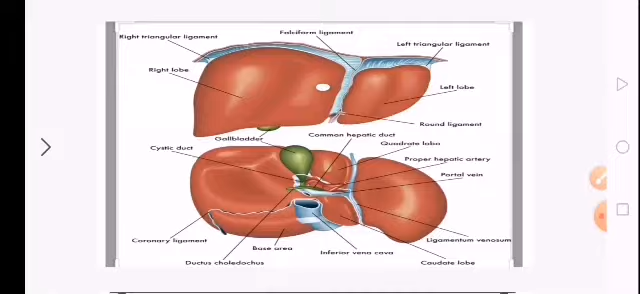 Falciform ligament
Right triangular ligament
Left triangular ligament
Right lobe
Left lobe
Round ligament
Gallbladder
Common hepatic duct
Cystic duct
Quadrate lobe
Proper hepatic artery
Portal vein
Coronary ligament
Base area
Ligamentum venosum
Inferior vena cava
Ductus choledochus
Caudate lobe